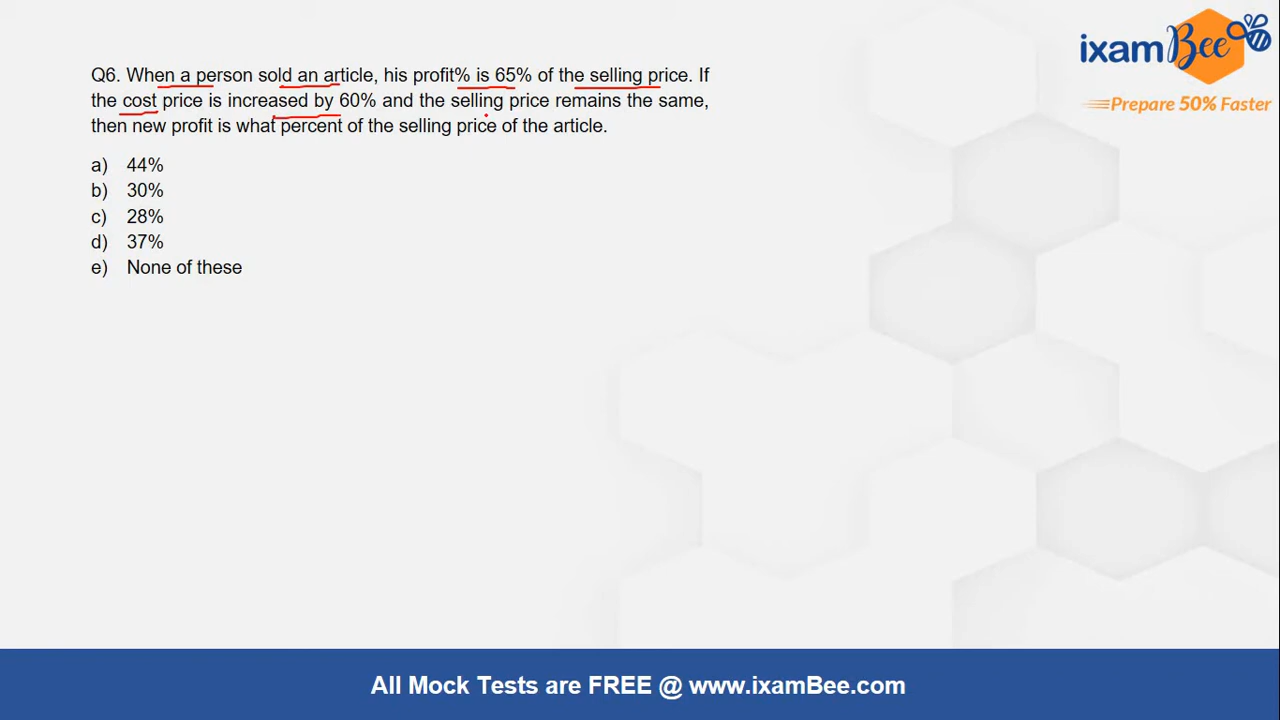 ixamBee
Prepare 50% Faster
Q6. When a person sold an article, his profit% is 65% of the selling price. If
the cost price is increased by 60% and the selling price remains the same,
then new profit is what percent of the selling price of the article.
a) 44%
b) 30%
c) 28%
d) 37%
e) None of these
All Mock Tests are FREE @ www.ixamBee.com